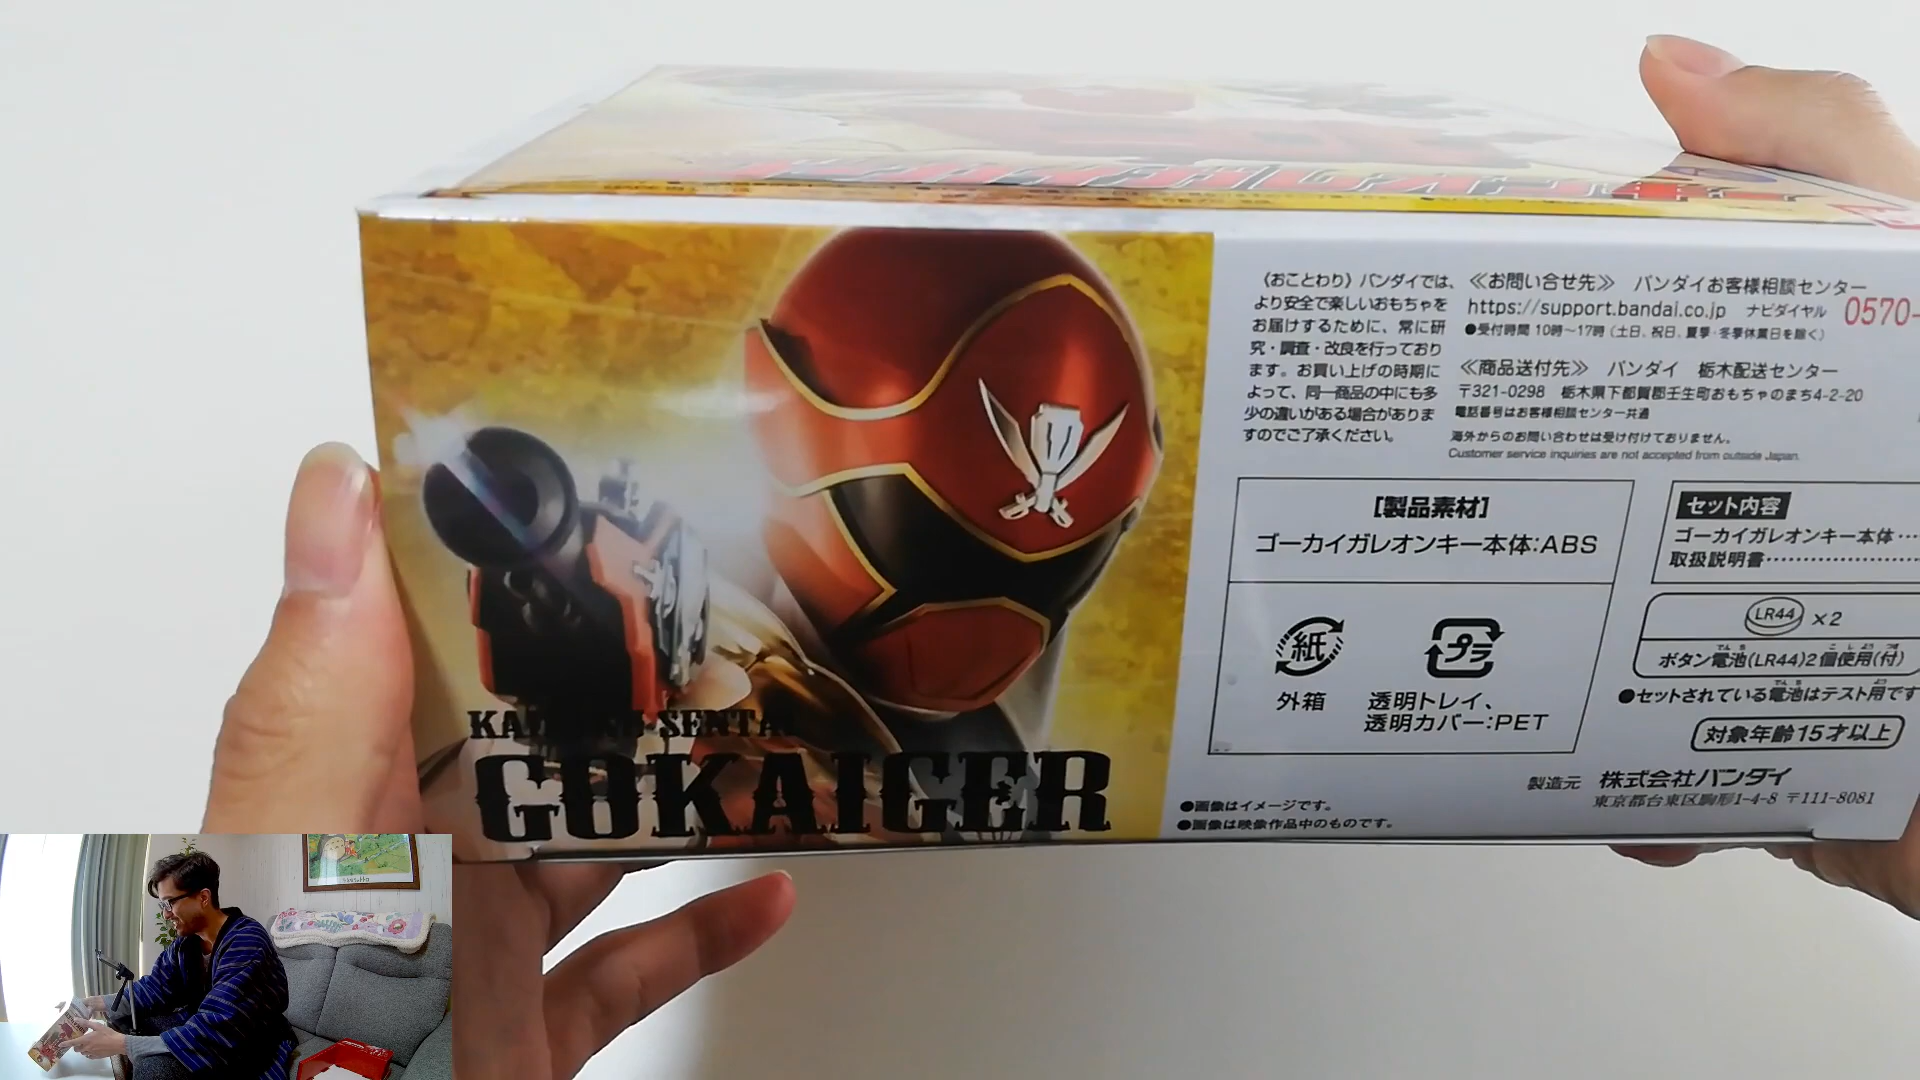 KAIZOKU SENTAI
GOKAIGER
(おことわり) バンダイでは、
より安全で楽しいおもちゃを
お届けするために、常に研
究・調査・改良を行っており
ます。お買い上げの時期に
よって、同一商品の中にも多
少の違いがある場合がありま
すのでご了承ください。
≪お問い合せ先≫ バンダイお客様相談センター
https://support.bandai.co.jp ナビダイヤル 0570-
●受付時間 10時～17時 (土日、祝日、夏季・冬季休業日を除く)
≪商品送付先≫ バンダイ 栃木配送センター
〒321-0298 栃木県下都賀郡壬生町おもちゃのまち4-2-20
電話番号はお客様相談センター共通
海外からのお問い合わせは受け付けておりません。
Customer service inquiries are not accepted from outside Japan.
[製品素材]
ゴーカイガレオンキー本体:ABS
紙
プラ
外箱
透明トレイ、
透明カバー:PET
セット内容
ゴーカイガレオンキー本体…
取扱説明書…………………
LR44 ×2
ボタン電池(LR44)2個使用(付)
●セットされている電池はテスト用です
対象年齢15才以上
製造元 株式会社バンダイ
東京都台東区駒形1-4-8 〒111-8081
●画像はイメージです。
●画像は映像作品中のものです。